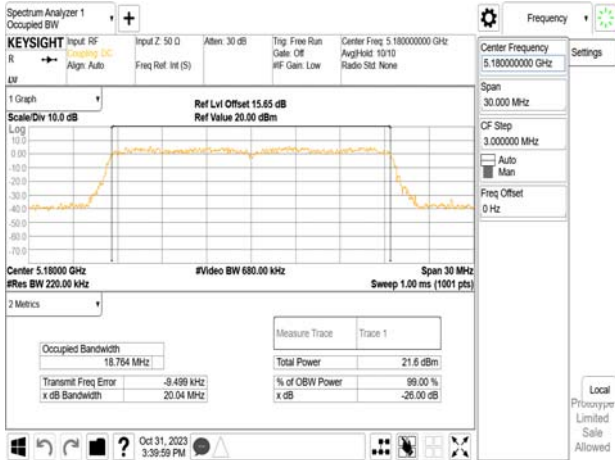 Spectrum Analyzer 1
Occupied BW
+
Frequency
KEYSIGHT
Input: RF
Coupling: DC
Align: Auto
Input Z: 50 Ω
Freq Ref: Int (S)
Atten: 30 dB
Trig: Free Run
Gate: Off
#IF Gain: Low
Center Freq: 5.180000000 GHz
Avg|Hold: 10/10
Radio Std: None
R
LVI
Center Frequency
5.180000000 GHz
Settings
Span
30.000 MHz
CF Step
3.000000 MHz
Auto
Man
Freq Offset
0 Hz
1 Graph
Scale/Div 10.0 dB
Ref Lvl Offset 15.65 dB
Ref Value 20.00 dBm
Log
10.0
0.00
-10.0
-20.0
-30.0
-40.0
-50.0
-60.0
-70.0
Center 5.18000 GHz
#Video BW 680.00 kHz
Span 30 MHz
#Res BW 220.00 kHz
Sweep 1.00 ms (1001 pts)
2 Metrics
Measure Trace
Trace 1
Occupied Bandwidth
18.764 MHz
Total Power
21.6 dBm
Transmit Freq Error
-9.499 kHz
% of OBW Power
99.00 %
x dB Bandwidth
20.04 MHz
x dB
-26.00 dB
Local
Prototype
Limited
Sale
Allowed
?
Oct 31, 2023
3:39:59 PM